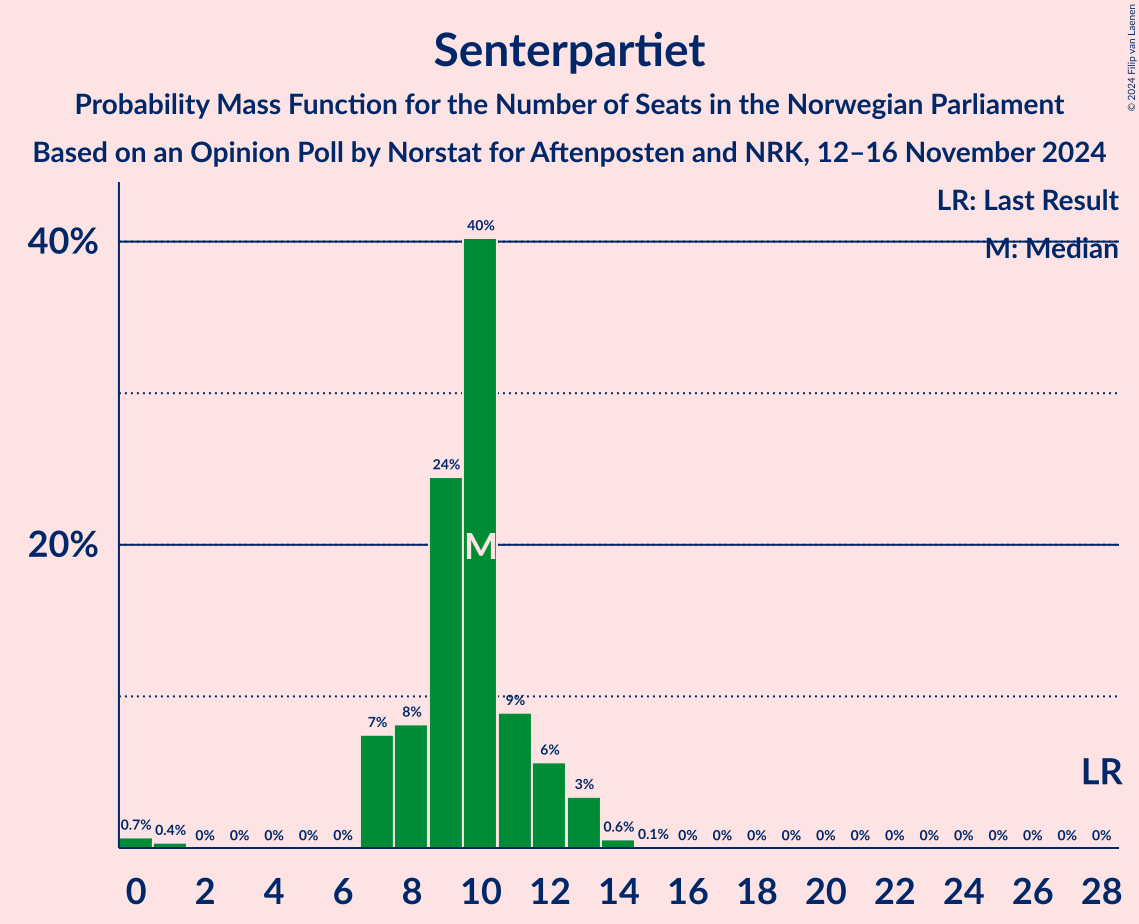 © 2024 Filip van Laenen
Senterpartiet
Probability Mass Function for the Number of Seats in the Norwegian Parliament
Based on an Opinion Poll by Norstat for Aftenposten and NRK, 12–16 November 2024
LR: Last Result
M: Median
40%
20%
0.7% 0.4% 0% 0% 0% 0% 0% 7% 8% 24% 40% 9% 6% 3% 0.6% 0.1% 0% 0% 0% 0% 0% 0% 0% 0% 0% 0% 0% 0% 0%
M
LR
0 2 4 6 8 10 12 14 16 18 20 22 24 26 28